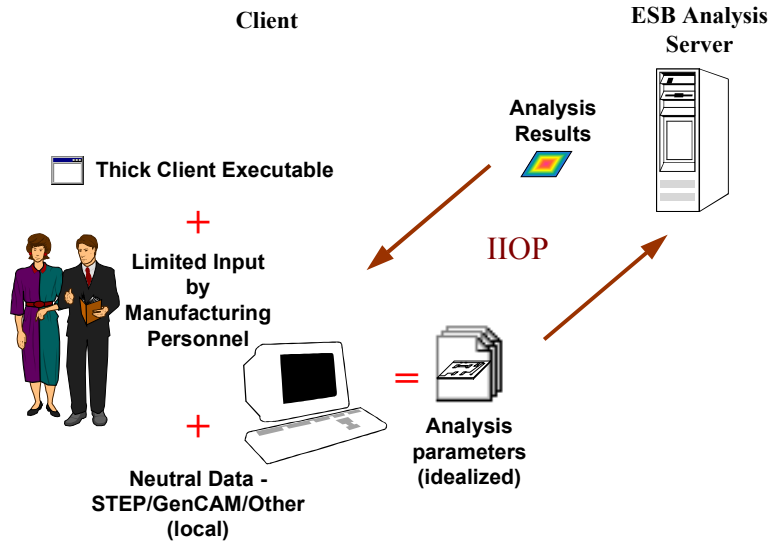 Client
ESB Analysis
Server
Analysis
Results
Thick Client Executable
+
IIOP
Limited Input
by
Manufacturing
Personnel
+
=
Analysis
parameters
(idealized)
Neutral Data -
STEP/GenCAM/Other
(local)